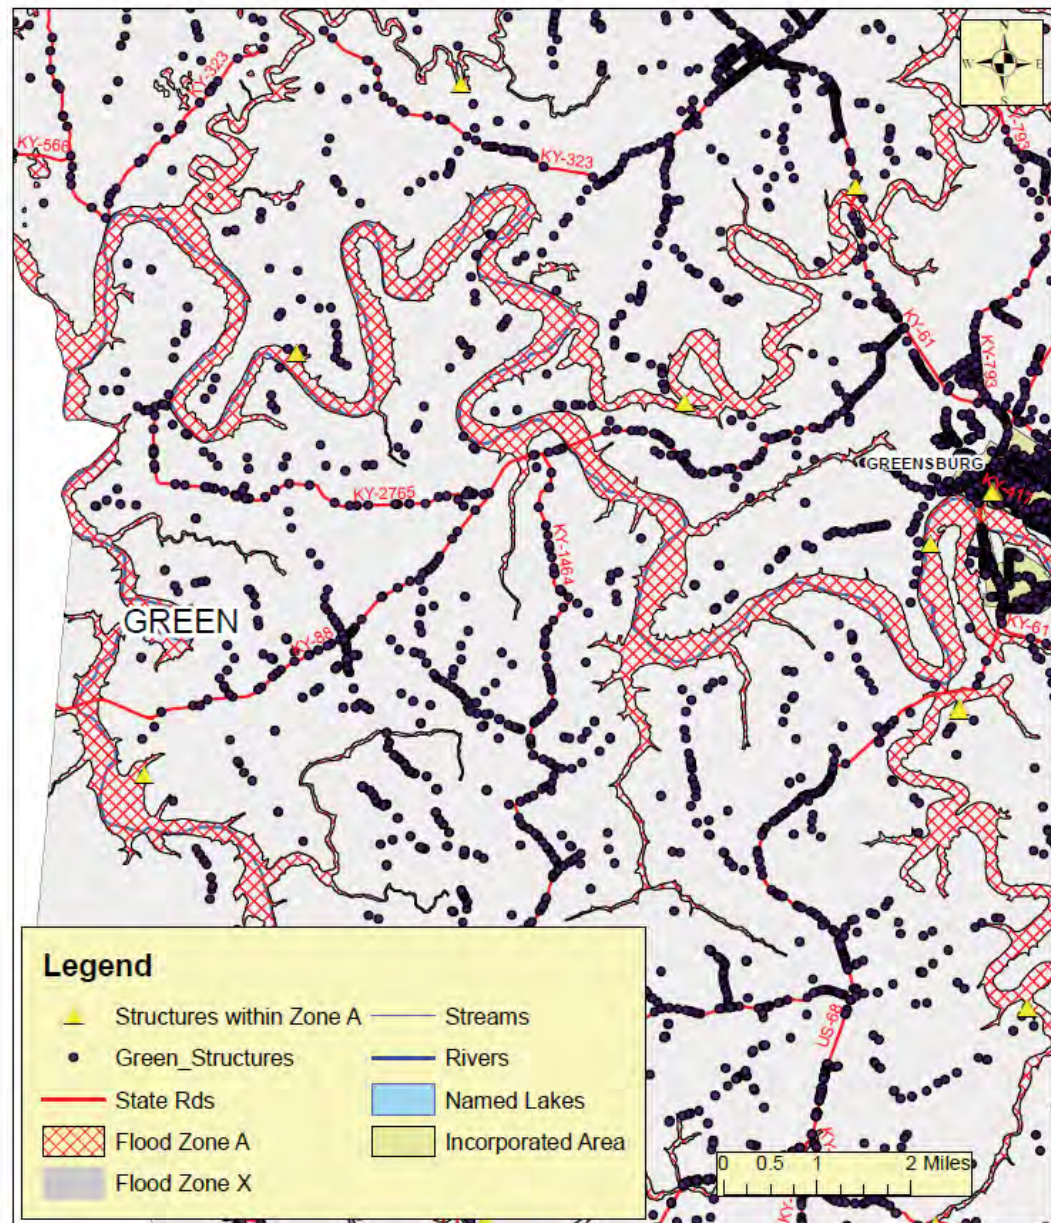 N
W E
S
KY-323
KY-793
KY-566
KY-323
KY-61
KY-793
GREENSBURG
KY-2765
KY-1464
GREEN
KY-88
KY-61
US-68
KY-
KY-
Legend
Structures within Zone A
Streams
Green_Structures
Rivers
State Rds
Named Lakes
Flood Zone A
Incorporated Area
Flood Zone X
0 0.5 1 2 Miles